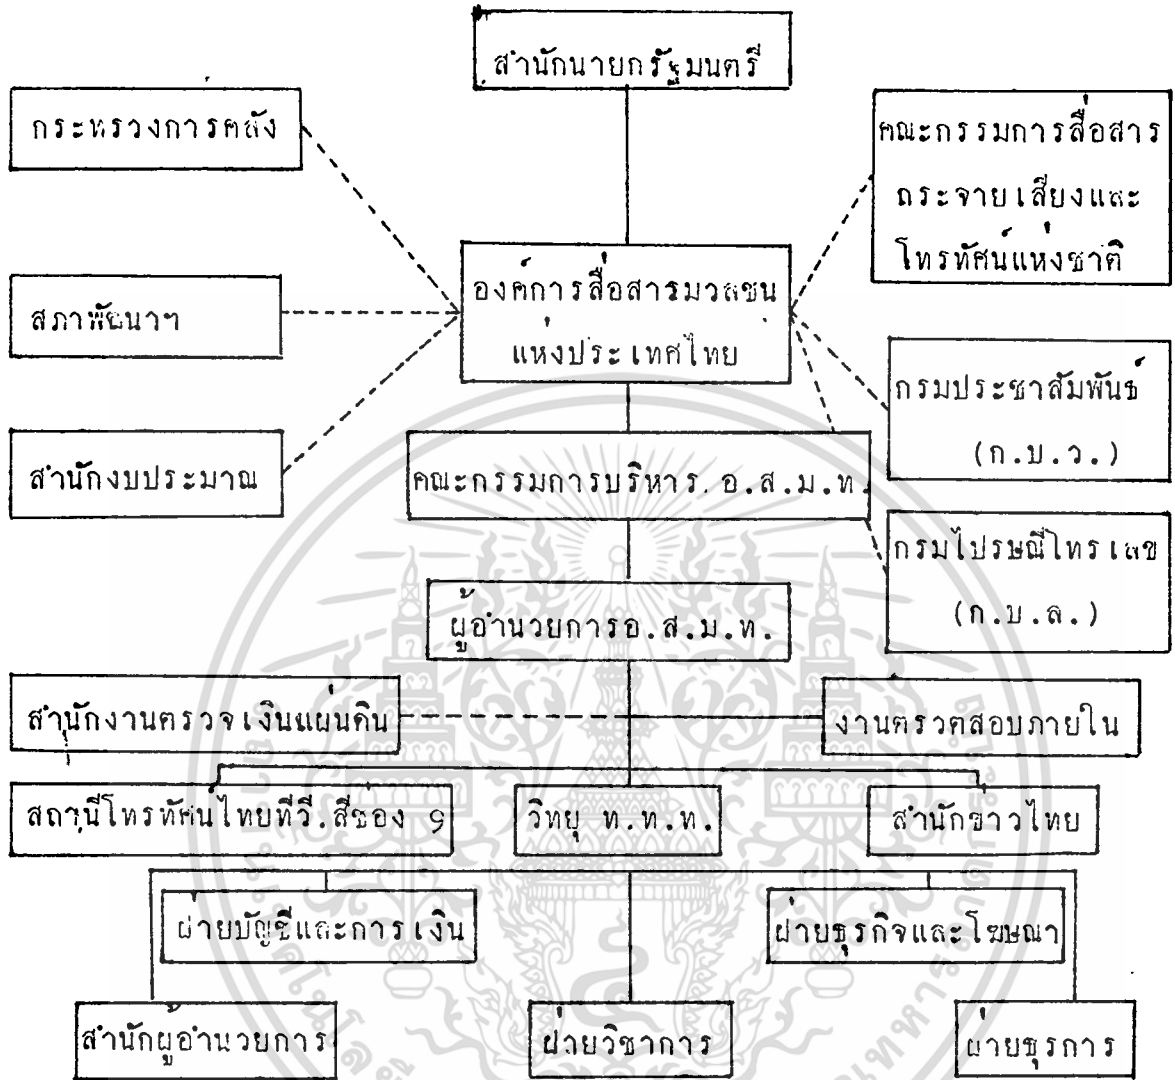 สำนักนายกรัฐมนตรี
กระทรวงการคลัง
คณะกรรมการสื่อสาร
กระจายเสียงและ
โทรทัศน์แห่งชาติ
องค์การสื่อสารมวลชน
แห่งประเทศไทย
สภาพัฒนาฯ
กรมประชาสัมพันธ์
(ก.บ.ว.)
สำนักงบประมาณ
คณะกรรมการบริหาร อ.ส.ม.ท.
กรมไปรษณีโทรเลข
(ก.บ.ล.)
ผู้อำนวยการอ.ส.ม.ท.
สำนักงานตรวจเงินแผ่นดิน
งานตรวตสอบภายใน
สถานีโทรทัศน์ไทยทีวี.สีช่อง 9
วิทยุ ท.ท.ท.
สำนักข่าวไทย
ฝ่ายบัญชีและการเงิน
ฝ่ายธุรกิจและโฆษณา
สำนักผู้อำนวยการ
ฝ่ายวิชาการ
ฝ่ายธุรการ